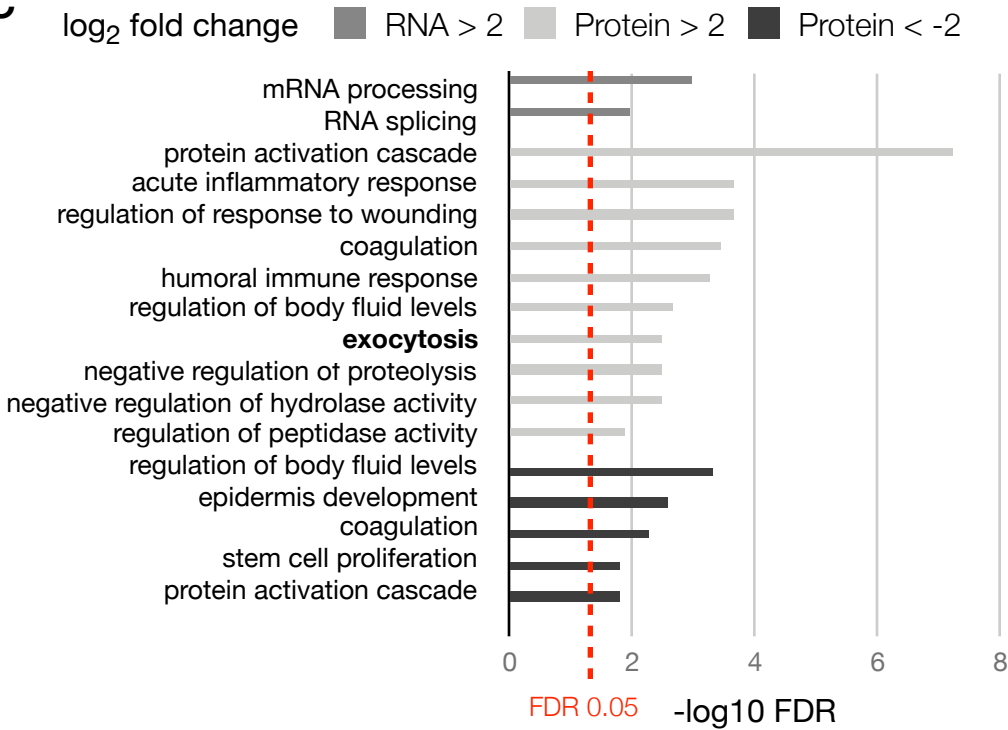 log2 fold change RNA > 2 Protein > 2 Protein < -2
mRNA processing
RNA splicing
protein activation cascade
acute inflammatory response
regulation of response to wounding
coagulation
humoral immune response
regulation of body fluid levels
exocytosis
negative regulation of proteolysis
negative regulation of hydrolase activity
regulation of peptidase activity
regulation of body fluid levels
epidermis development
coagulation
stem cell proliferation
protein activation cascade
0 2 4 6 8
FDR 0.05 -log10 FDR